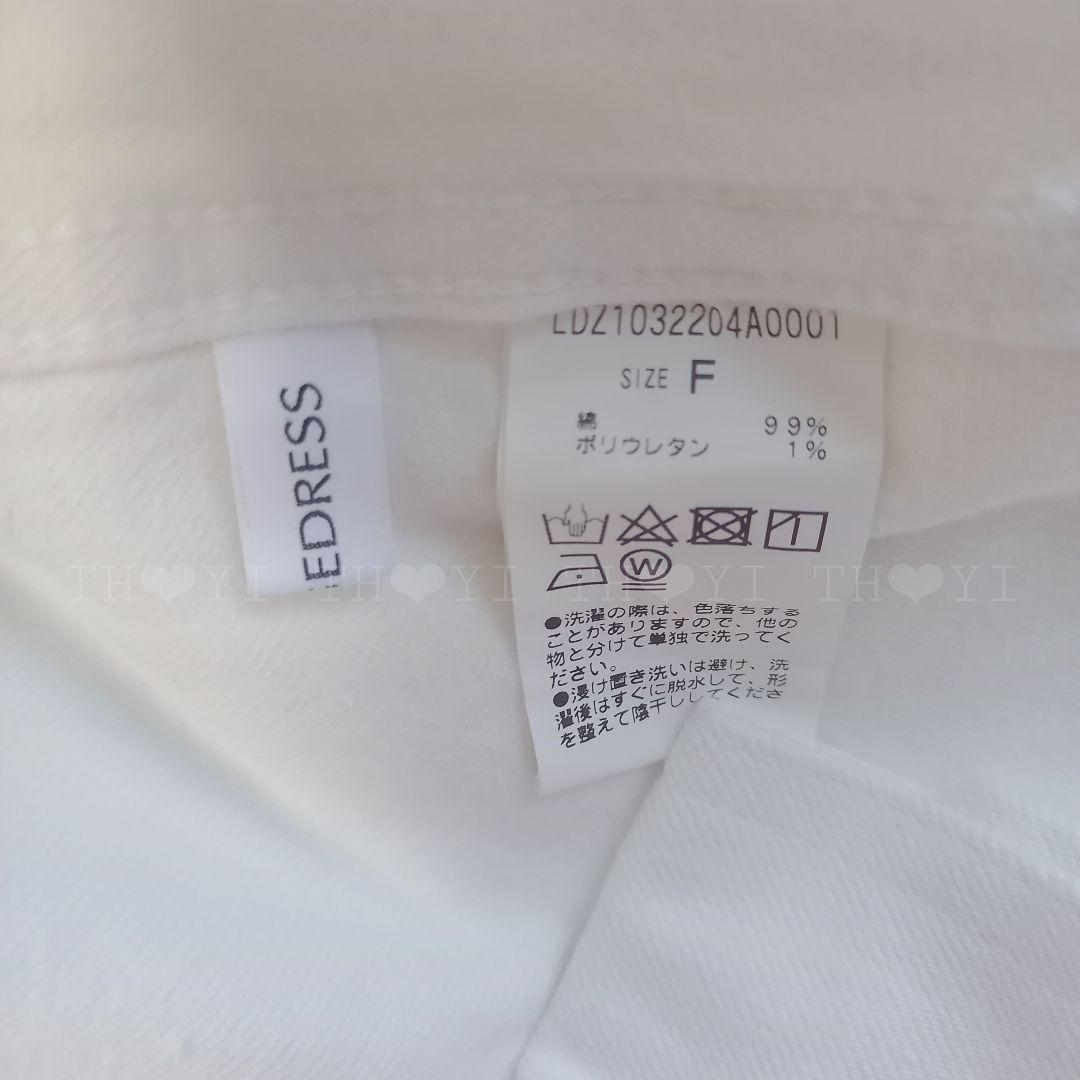 EDRESS
LDZ1032204A0001
SIZE F
綿 99%
ポリウレタン 1%
W
●洗濯の際は、色落ちする
ことがありますので、他の
物と分けて単独で洗ってく
ださい。
●浸け置き洗いは避け、洗
濯後はすぐに脱水して、形
を整えて陰干ししてくださ
TH❤YI TH❤YI TH❤YI TH❤YI